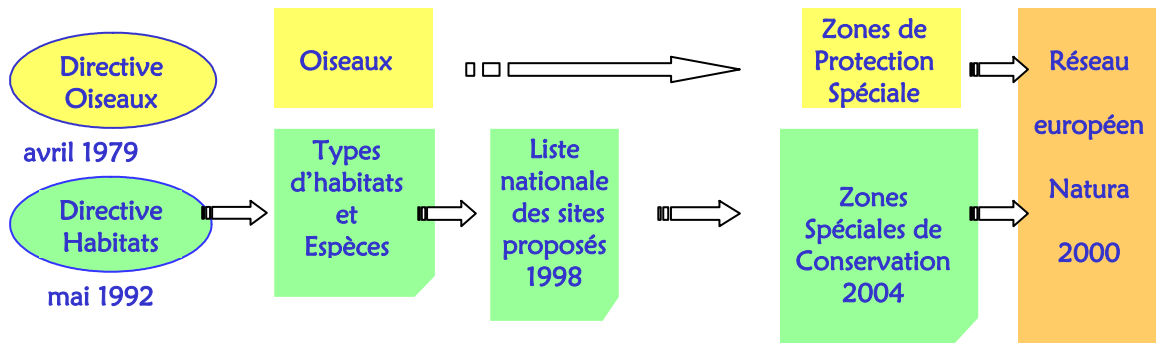 Directive
Oiseaux
avril 1979
Oiseaux
Zones de
Protection
Spéciale
Directive
Habitats
mai 1992
Types
d'habitats
et
Espèces
Liste
nationale
des sites
proposés
1998
Zones
Spéciales de
Conservation
2004
Réseau
européen
Natura
2000